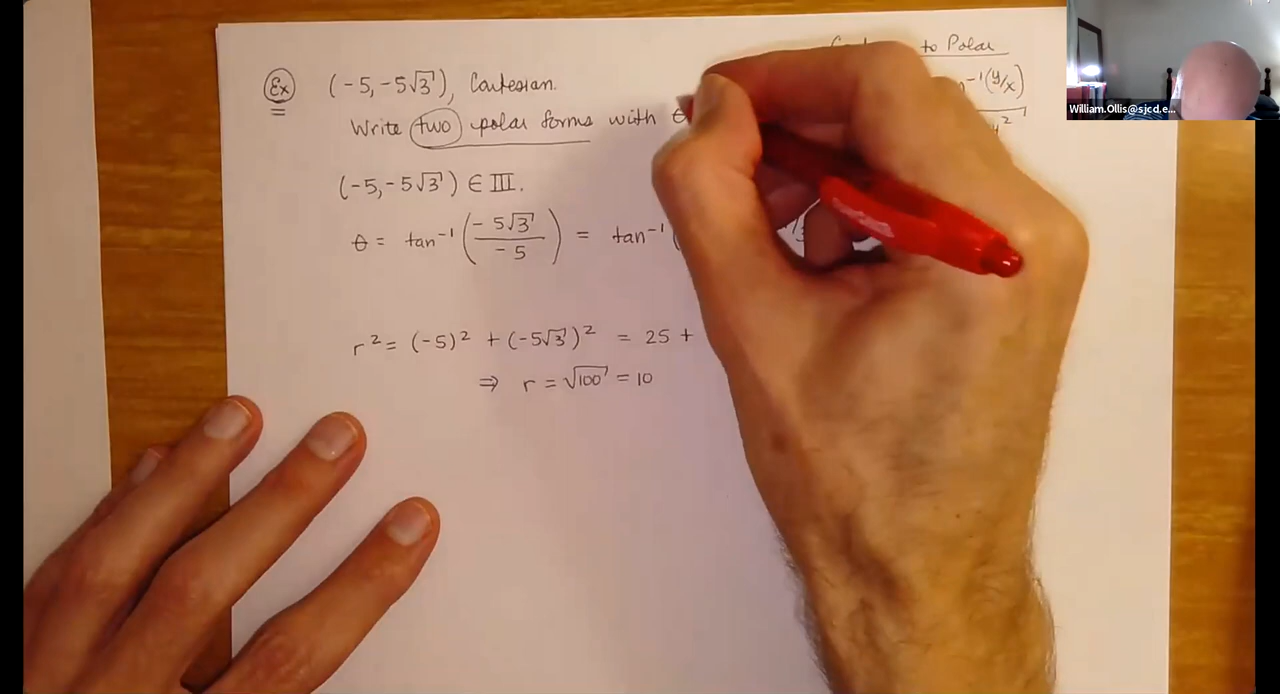 to Polar
Ex (-5, -5√3), Cartesian.
n⁻¹(y/x)
William.Ollis@sjcd.e...
Write two polar forms with θ
(-5, -5√3) ∈ III.
θ = tan⁻¹(-5√3/-5) = tan⁻¹(
r² = (-5)² + (-5√3)² = 25 +
⇒ r = √100 = 10